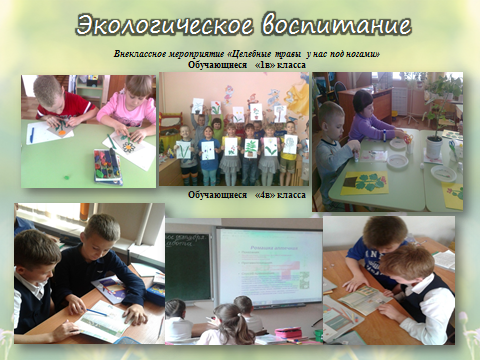 Экологическое воспитание
Внеклассное мероприятие «Целебные травы у нас под ногами»
Обучающиеся «1в» класса
Обучающиеся «4в» класса